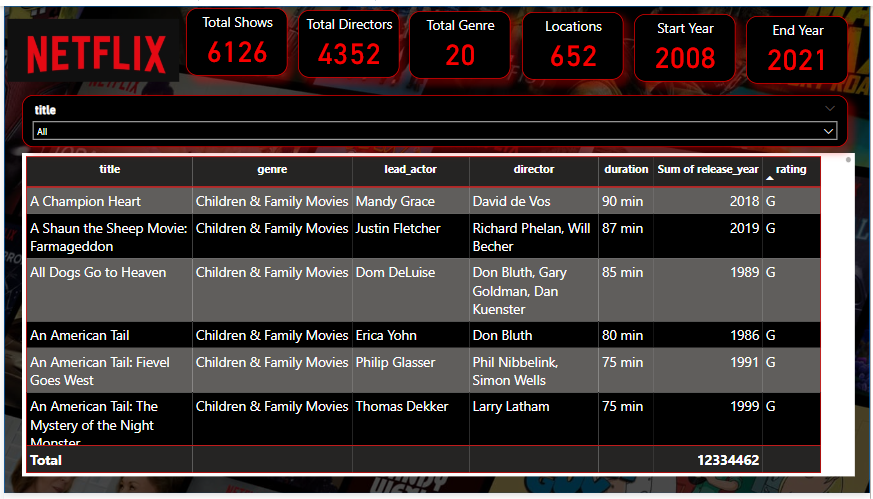 NETFLIX
Total Shows
6126
Total Directors
4352
Total Genre
20
Locations
652
Start Year
2008
End Year
2021
title
All
title genre lead_actor director duration Sum of release_year rating
A Champion Heart Children & Family Movies Mandy Grace David de Vos 90 min 2018 G
A Shaun the Sheep Movie: Children & Family Movies Justin Fletcher Richard Phelan, Will 87 min 2019 G
Farmageddon Becher
All Dogs Go to Heaven Children & Family Movies Dom DeLuise Don Bluth, Gary 85 min 1989 G
Goldman, Dan
Kuenster
An American Tail Children & Family Movies Erica Yohn Don Bluth 80 min 1986 G
An American Tail: Fievel Children & Family Movies Philip Glasser Phil Nibbelink, 75 min 1991 G
Goes West Simon Wells
An American Tail: The Children & Family Movies Thomas Dekker Larry Latham 75 min 1999 G
Mystery of the Night
Monster
Total 12334462